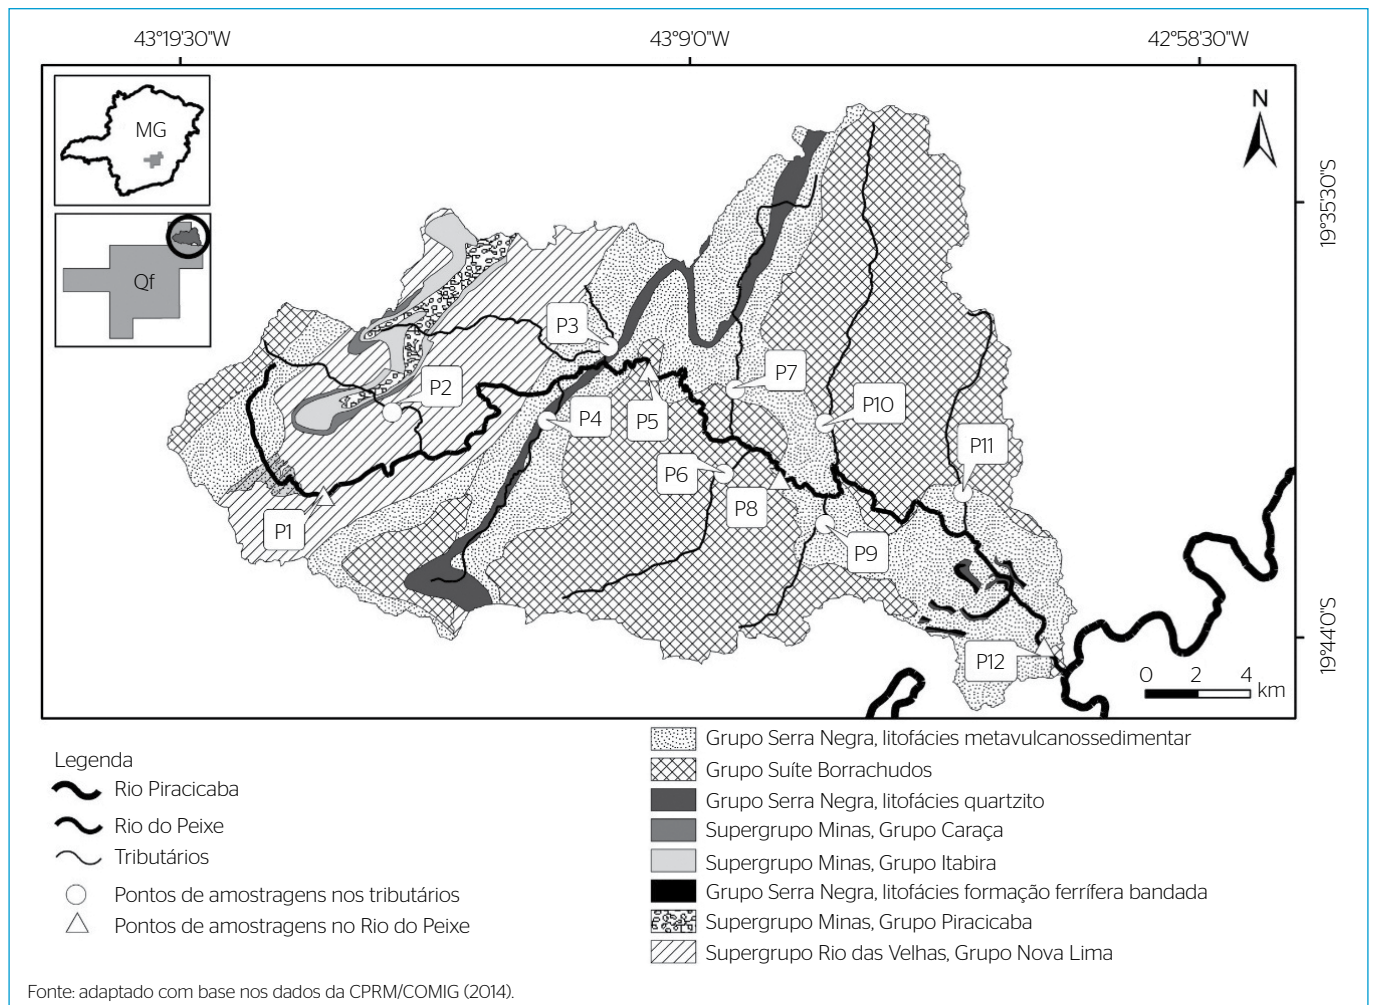 43°19'30"W 43°9'0"W 42°58'30"W
MG
N
19°35'30"S
Qf
P3
P2
P7
P10
P4
P5
P11
P6
P8
P1
P9
P12
19°44'0"S
0 2 4
km
Legenda
Rio Piracicaba
Rio do Peixe
Tributários
Pontos de amostragens nos tributários
Pontos de amostragens no Rio do Peixe
Grupo Serra Negra, litofácies metavulcanossedimentar
Grupo Suíte Borrachudos
Grupo Serra Negra, litofácies quartzito
Supergrupo Minas, Grupo Caraça
Supergrupo Minas, Grupo Itabira
Grupo Serra Negra, litofácies formação ferrífera bandada
Supergrupo Minas, Grupo Piracicaba
Supergrupo Rio das Velhas, Grupo Nova Lima
Fonte: adaptado com base nos dados da CPRM/COMIG (2014).